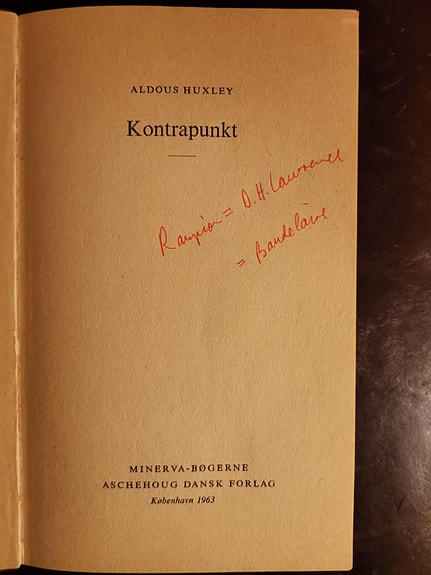 ALDOUS HUXLEY
Kontrapunkt
Rampion = D.H. Lawrence
= Baudelaire
MINERVA-BØGERNE
ASCHEHOUG DANSK FORLAG
København 1963